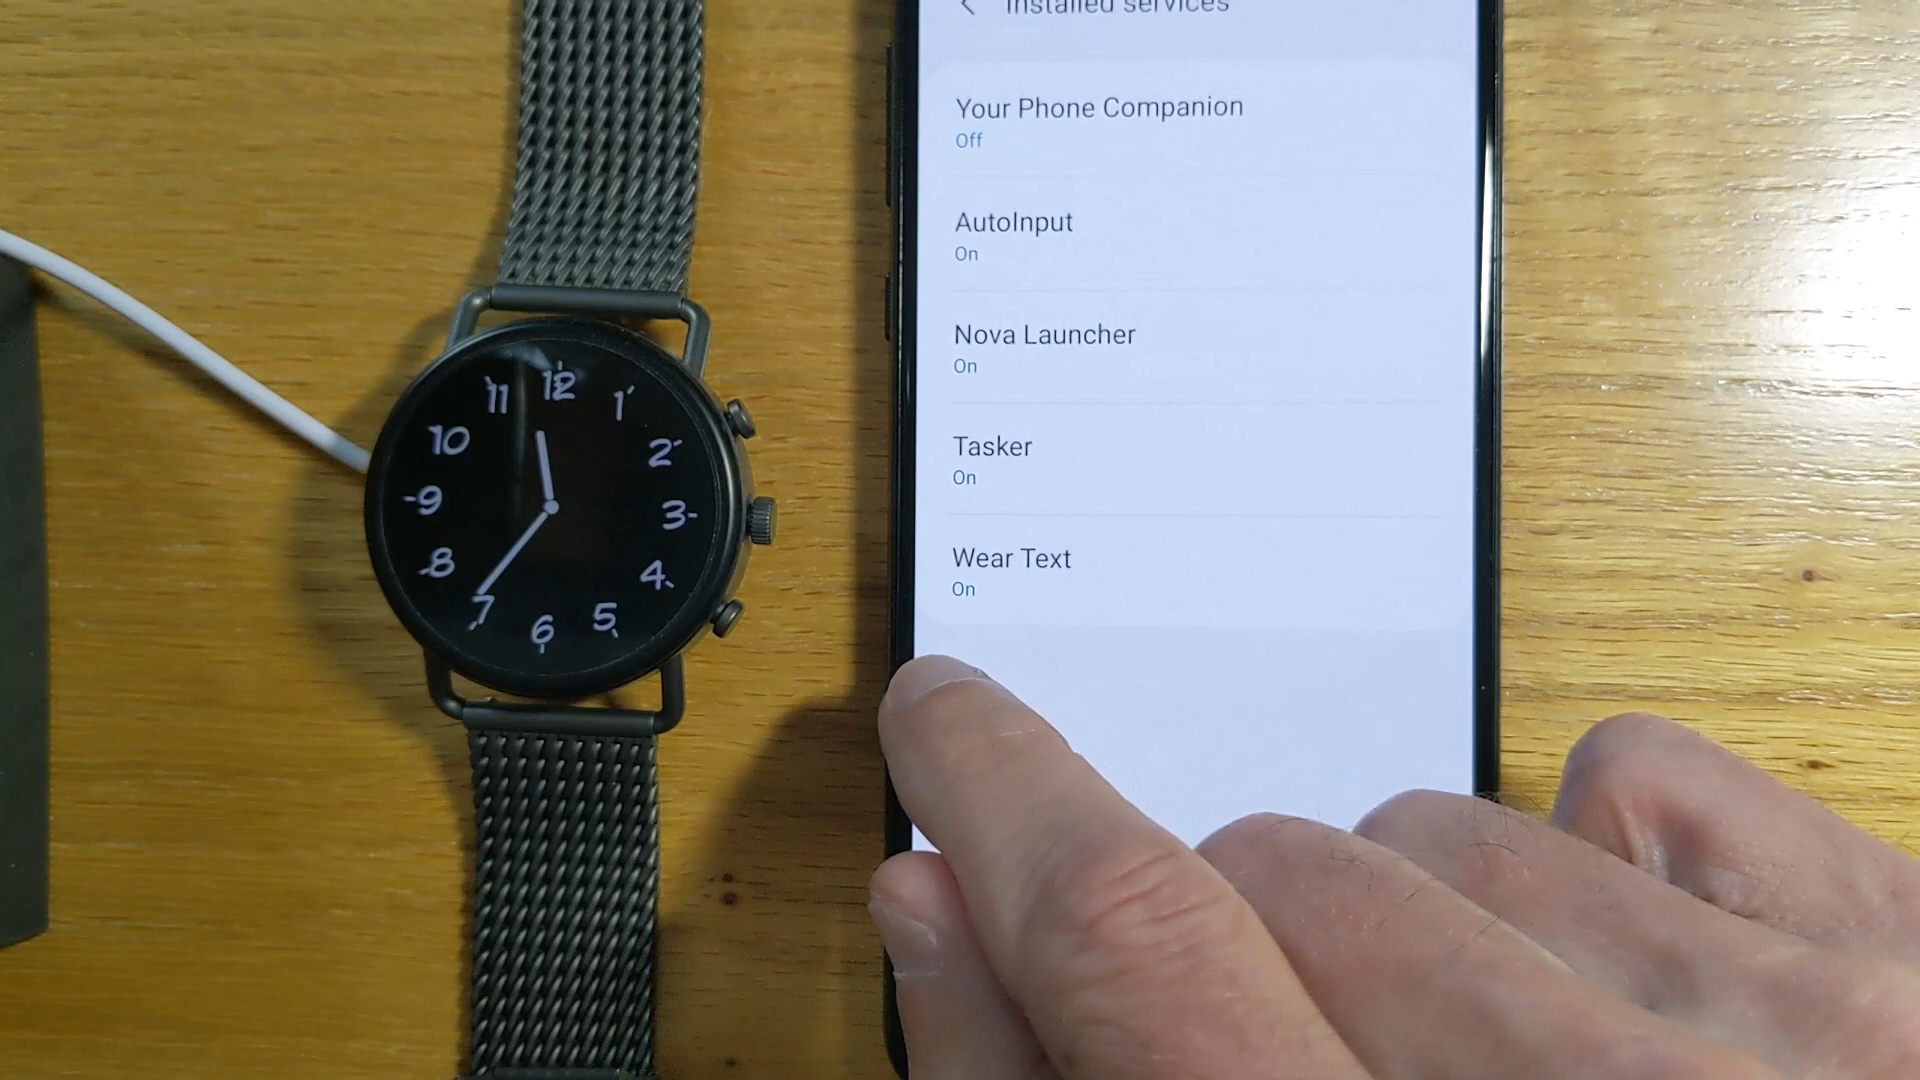 Installed services
Your Phone Companion
Off
AutoInput
On
Nova Launcher
On
Tasker
On
Wear Text
On
12
1
2
3
4
5
6
7
8
9
10
11